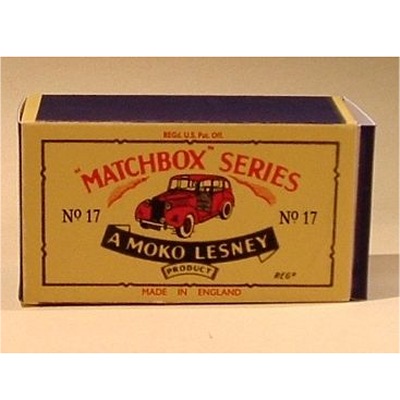 REGd. U.S. Pat. Off.
"MATCHBOX" SERIES
No 17
No 17
A MOKO LESNEY
PRODUCT
REGD
MADE IN ENGLAND